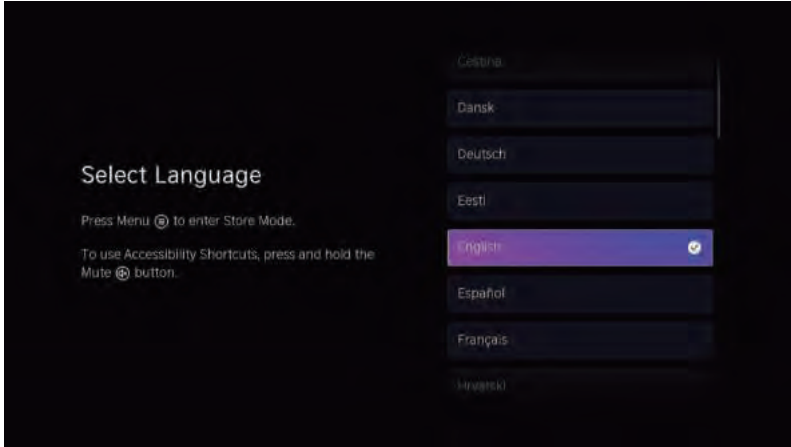 Čeština
Dansk
Deutsch
Select Language
Eesti
Press Menu to enter Store Mode.
English
To use Accessibility Shortcuts, press and hold the
Mute button.
Español
Français
Hrvatski